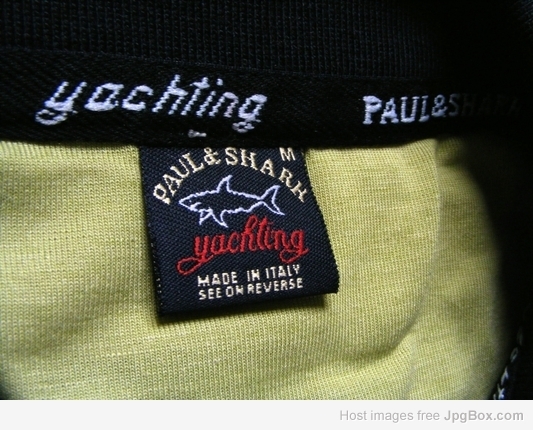 yachting PAUL&SHARK
M
PAUL&SHARK
yachting
MADE IN ITALY
SEE ON REVERSE
Host images free JpgBox.com